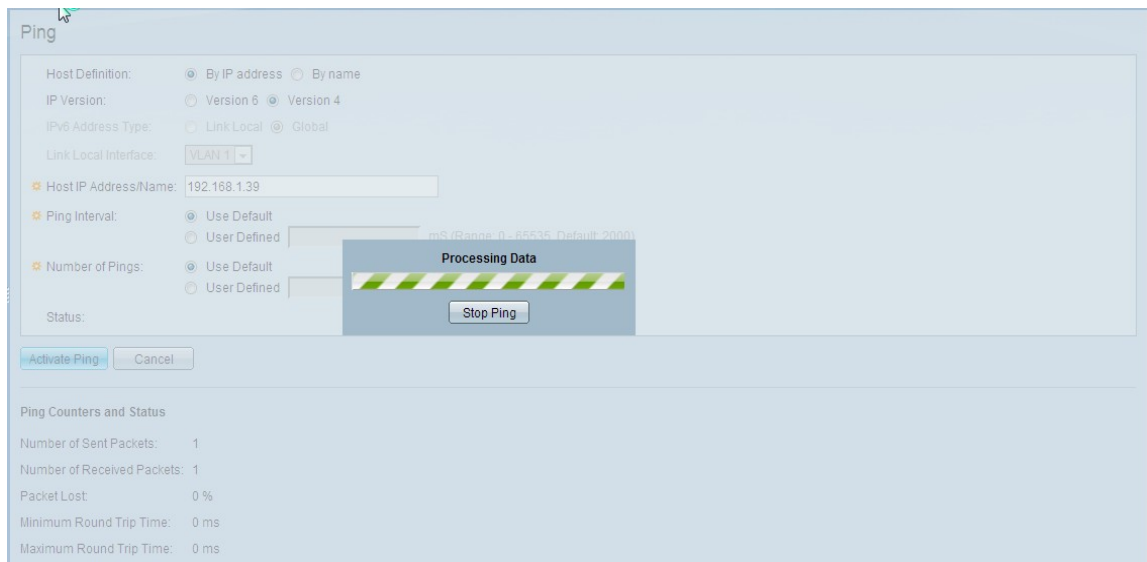 Ping
Host Definition: By IP address By name
IP Version: Version 6 Version 4
IPv6 Address Type: Link Local Global
Link Local Interface: VLAN 1
Host IP Address/Name: 192.168.1.39
Ping Interval: Use Default
User Defined mS (Range: 0 - 65535, Default: 2000)
Processing Data
Number of Pings: Use Default
User Defined
Stop Ping
Status:
Activate Ping Cancel
Ping Counters and Status
Number of Sent Packets: 1
Number of Received Packets: 1
Packet Lost: 0 %
Minimum Round Trip Time: 0 ms
Maximum Round Trip Time: 0 ms